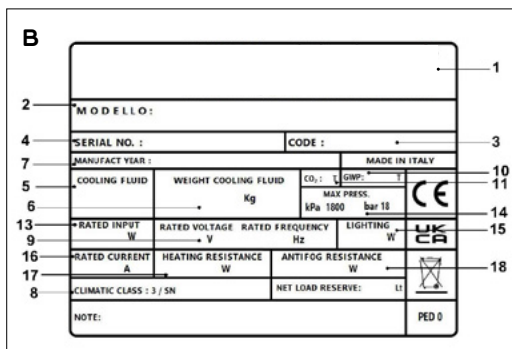 B
1
2 MODELLO:
4 SERIAL NO. : CODE : 3
7 MANUFACT YEAR : MADE IN ITALY 10
5 COOLING FLUID WEIGHT COOLING FLUID CO₂ : T GWP: T CE 11
6 Kg MAX PRESS.
kPa 1800 bar 18 14
13 RATED INPUT RATED VOLTAGE RATED FREQUENCY LIGHTING UK 15
9 W V Hz W CA
16 RATED CURRENT HEATING RESISTANCE ANTIFOG RESISTANCE
17 A W W 18
8 CLIMATIC CLASS : 3 / SN NET LOAD RESERVE: Lt
NOTE: PED 0